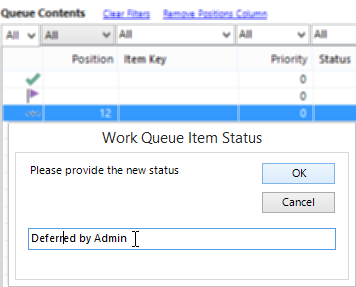 Queue Contents Clear Filters Remove Positions Column
All All All All All
Position Item Key Priority Status
0
0
12 0
Work Queue Item Status
Please provide the new status
OK
Cancel
Deferred by Admin